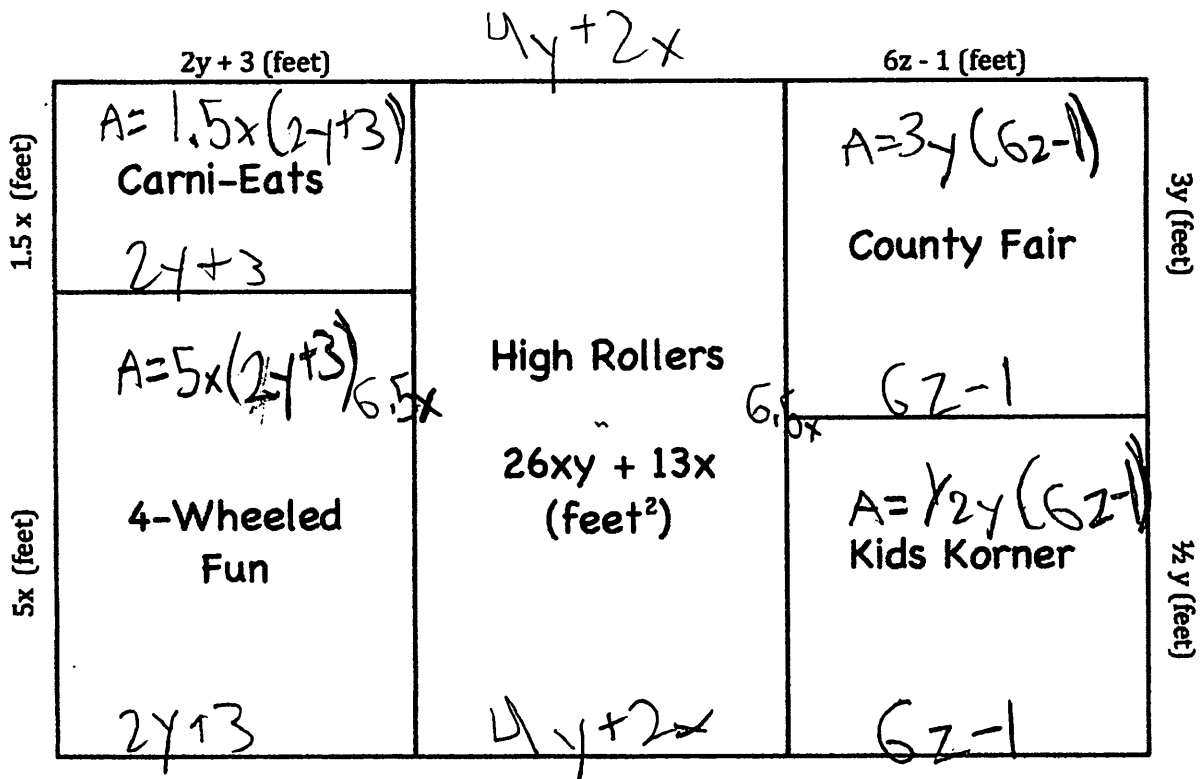 4y+2x
2y + 3 (feet)
6z - 1 (feet)
1.5 x (feet)
A= 1.5x(2y+3)
Carni-Eats
2y+3
A=3y(6z-1)
County Fair
6z-1
3y (feet)
A=5x(2y+3)
6.5x
4-Wheeled
Fun
2y+3
5x (feet)
High Rollers
26xy + 13x
(feet²)
4y+2x
6.5x
A= 1/2y(6z-1)
Kids Korner
6z-1
½ y (feet)